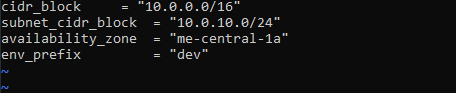 cidr_block     = "10.0.0.0/16"
subnet_cidr_block  = "10.0.10.0/24"
availability_zone  = "me-central-1a"
env_prefix         = "dev"
~
~